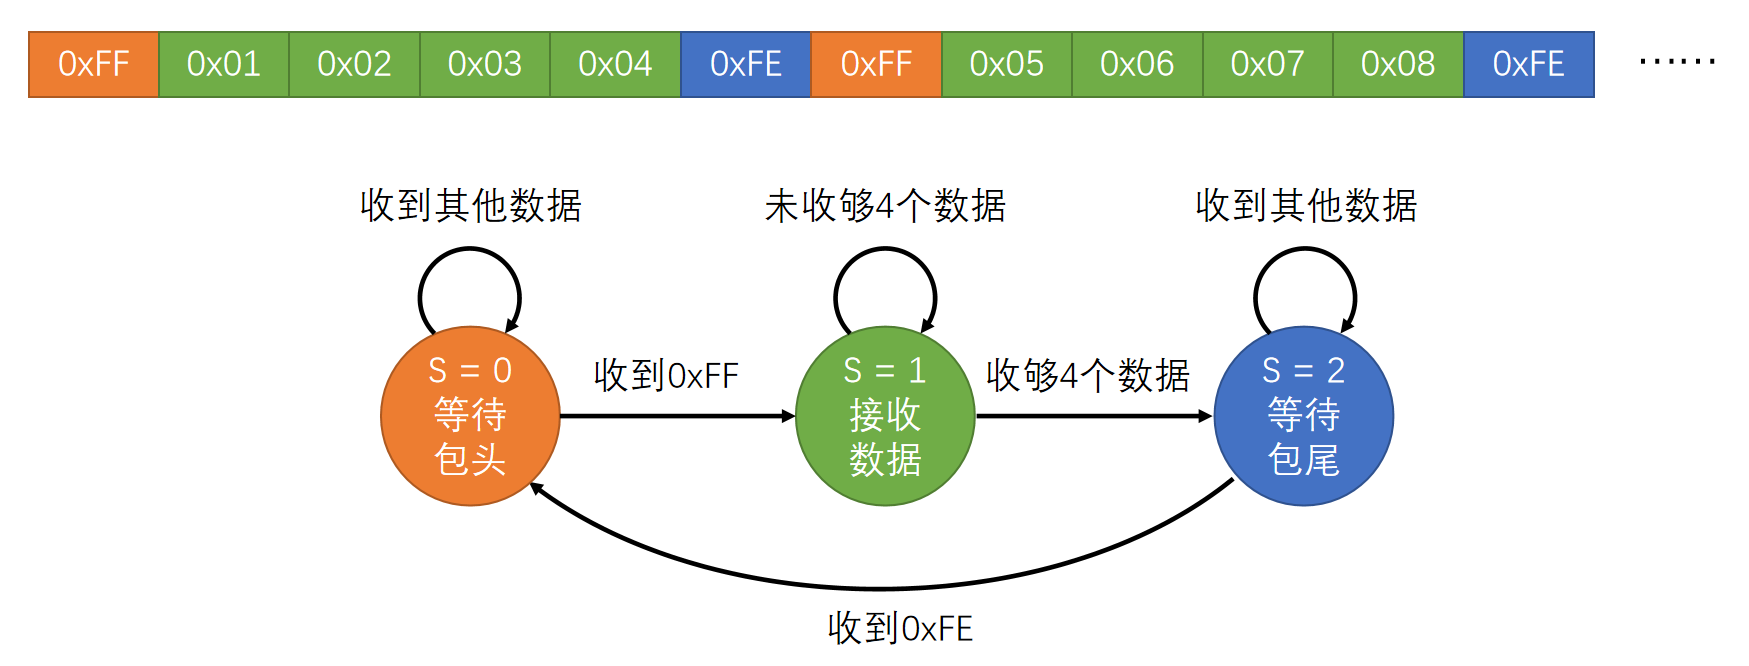 0xFF 0x01 0x02 0x03 0x04 0xFE 0xFF 0x05 0x06 0x07 0x08 0xFE ……
收到其他数据
未收够4个数据
收到其他数据
S = 0
等待
包头
收到0xFF
S = 1
接收
数据
收够4个数据
S = 2
等待
包尾
收到0xFE